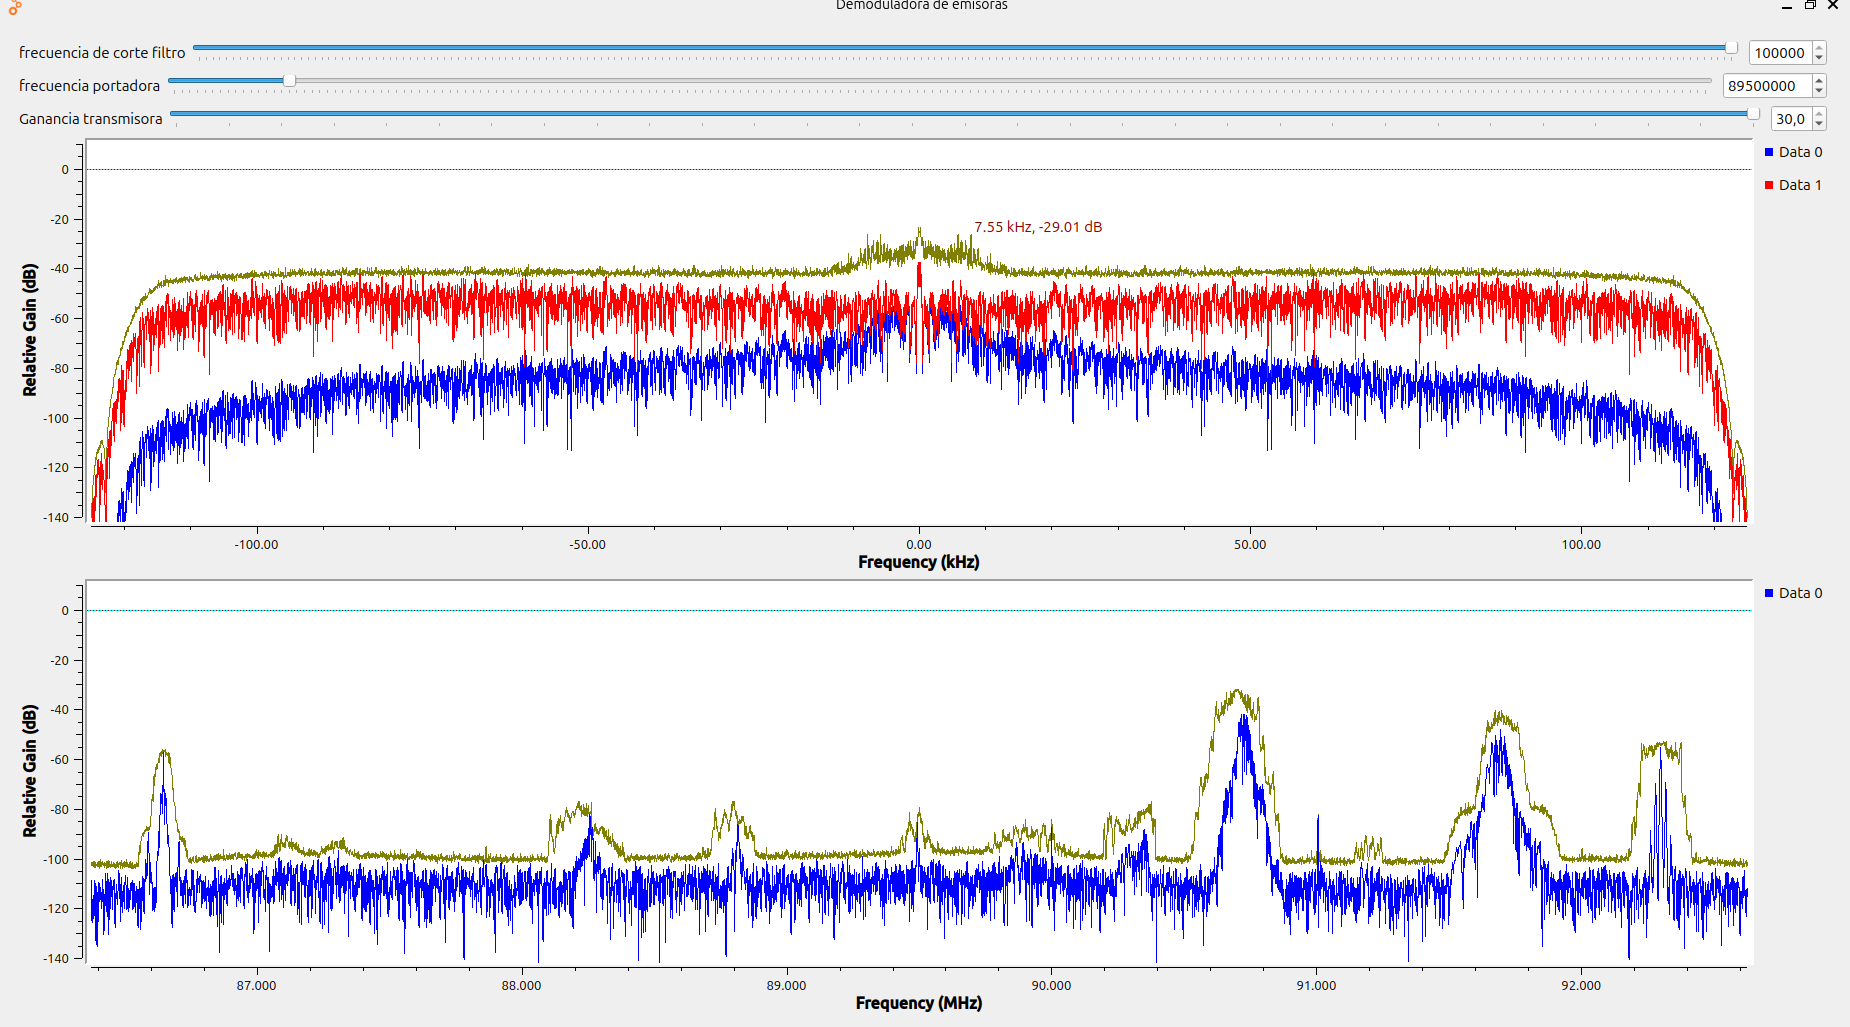 Demoduladora de emisoras
frecuencia de corte filtro 100000
frecuencia portadora 89500000
Ganancia transmisora 30,0
Data 0
Data 1
7.55 kHz, -29.01 dB
Relative Gain (dB)
0
-20
-40
-60
-80
-100
-120
-140
-100.00 -50.00 0.00 50.00 100.00
Frequency (kHz)
Data 0
Relative Gain (dB)
0
-20
-40
-60
-80
-100
-120
-140
87.000 88.000 89.000 90.000 91.000 92.000
Frequency (MHz)